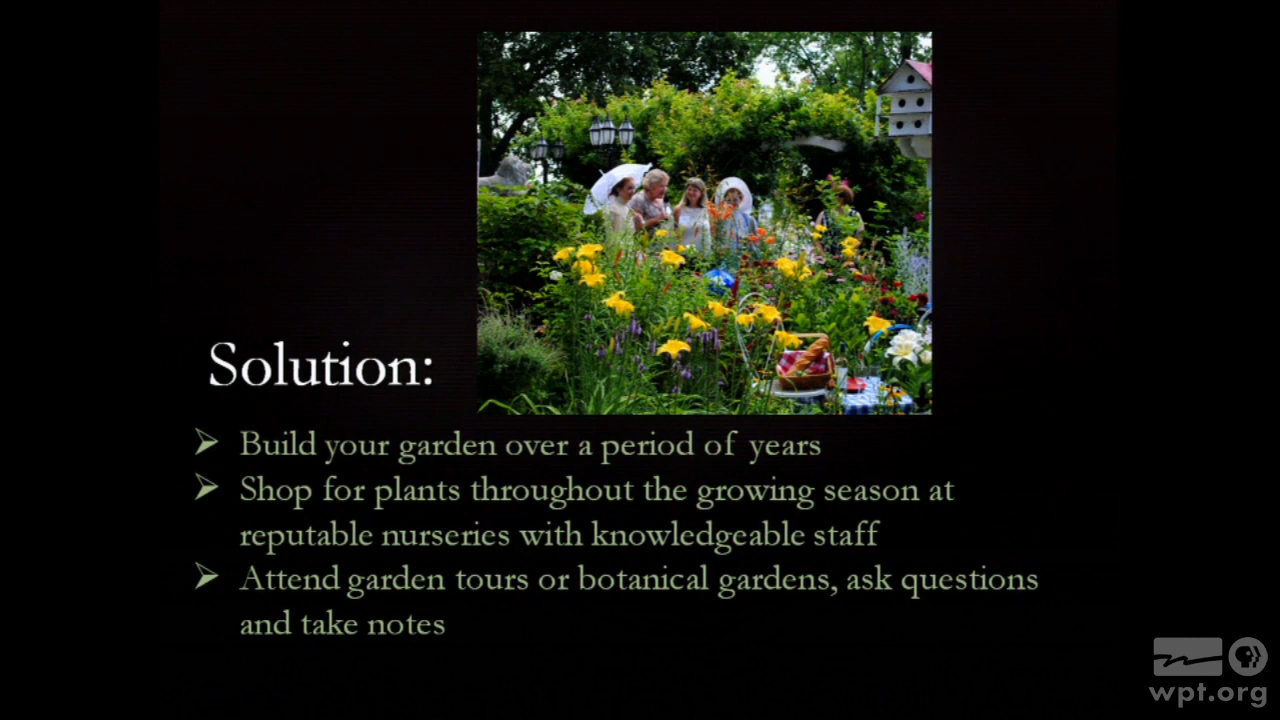 Solution:
➢ Build your garden over a period of years
➢ Shop for plants throughout the growing season at
reputable nurseries with knowledgeable staff
➢ Attend garden tours or botanical gardens, ask questions
and take notes
wpt.org